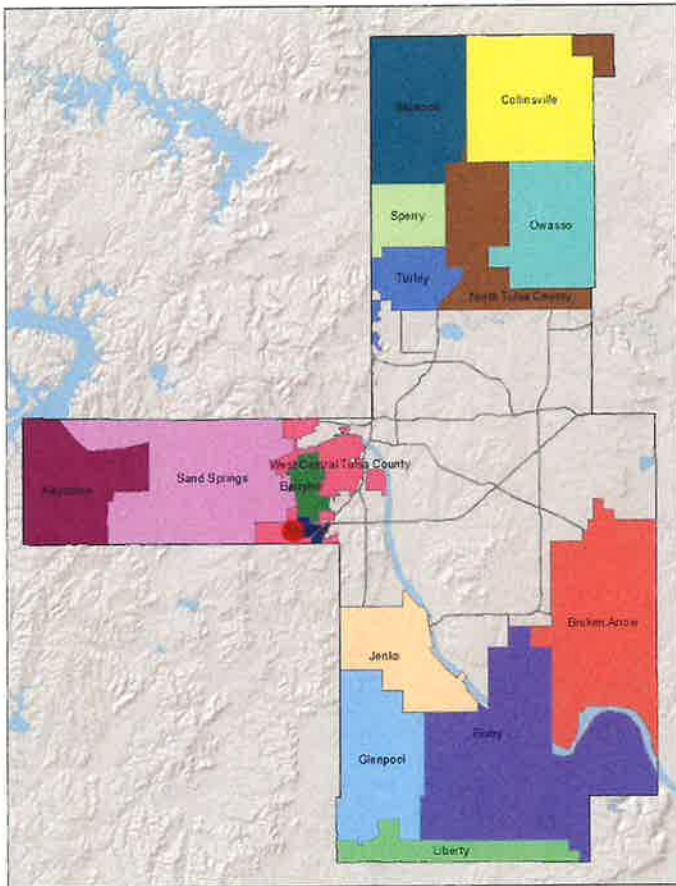 Skiatook
Collinsville
Sperry
Owasso
Turley
North Tulsa County
West Central Tulsa County
Sand Springs
Berryhill
Keystone
Broken Arrow
Jenks
Bixby
Glenpool
Liberty